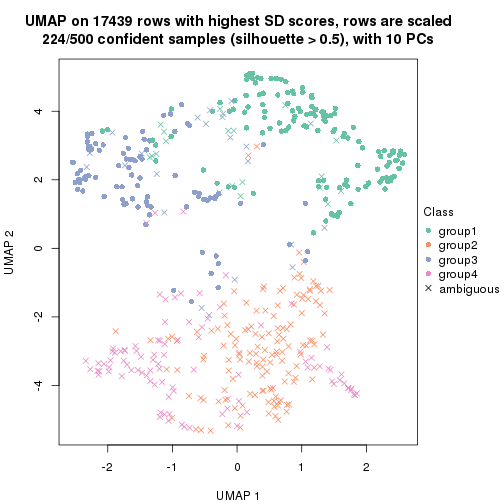 UMAP on 17439 rows with highest SD scores, rows are scaled
224/500 confident samples (silhouette > 0.5), with 10 PCs
4
2
0
-2
-4
UMAP 2
-2
-1
0
1
2
UMAP 1
Class
group1
group2
group3
group4
ambiguous